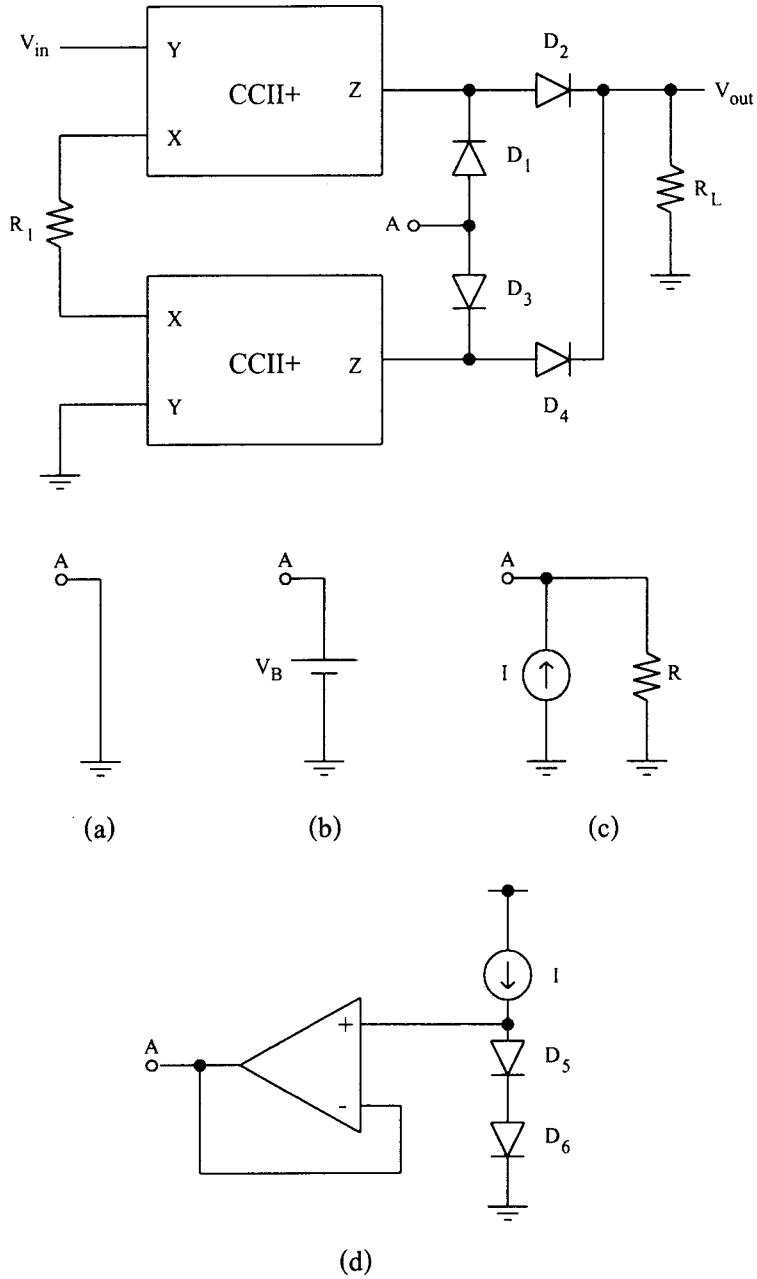 V_in
Y
CCII+
Z
X
D_2
V_out
D_1
R_L
R_1
A
X
D_3
CCII+
Z
Y
D_4
A
A
V_B
A
I
R
(a)
(b)
(c)
I
+
A
D_5
-
D_6
(d)